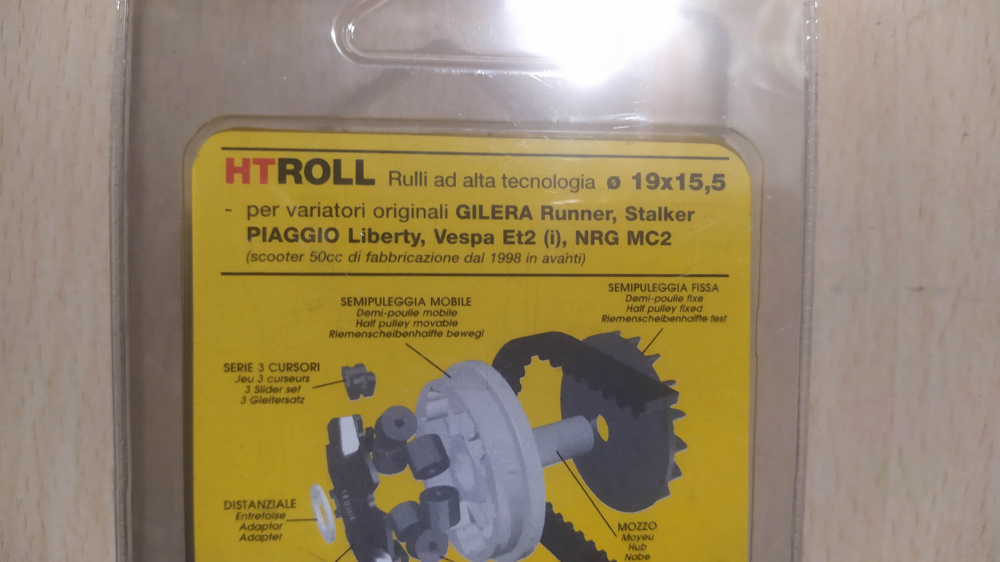 HTROLL Rulli ad alta tecnologia ø 19x15,5
- per variatori originali GILERA Runner, Stalker
PIAGGIO Liberty, Vespa Et2 (i), NRG MC2
(scooter 50cc di fabbricazione dal 1998 in avanti)
SEMIPULEGGIA MOBILE
Demi-poulie mobile
Half pulley movable
Riemenscheibenhalfte bewegl
SEMIPULEGGIA FISSA
Demi-poulie fixe
Half pulley fixed
Riemenscheibenhalfte fest
SERIE 3 CURSORI
Jeu 3 curseurs
3 Slider set
3 Gleitersatz
DISTANZIALE
Entretoise
Adaptor
Adapter
MOZZO
Moyeu
Hub
Nabe